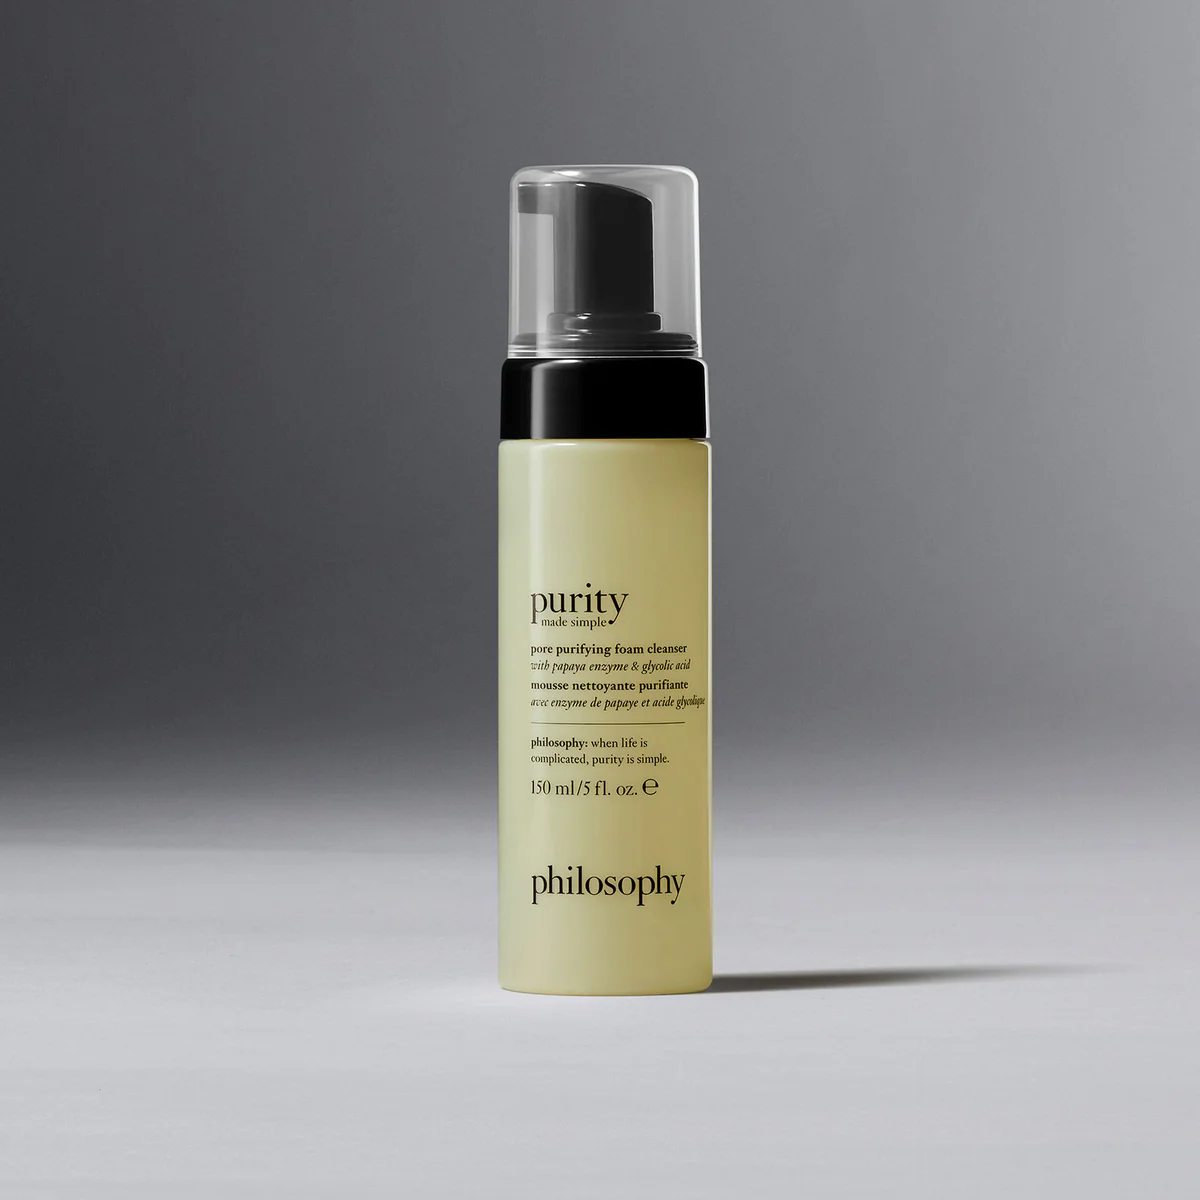 purity
made simple
pore purifying foam cleanser
with papaya enzyme & glycolic acid
mousse nettoyante purifiante
avec enzyme de papaye et acide glycolique
philosophy: when life is
complicated, purity is simple.
150 ml/5 fl. oz. ℮
philosophy